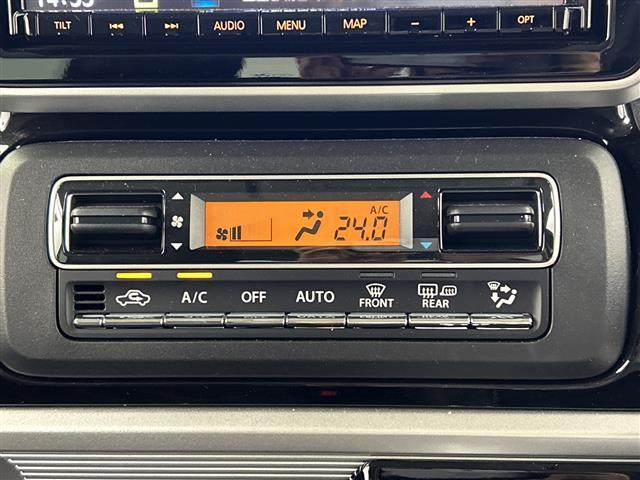 TILT AUDIO MENU MAP − + OPT
A/C
24.0
A/C OFF AUTO FRONT REAR